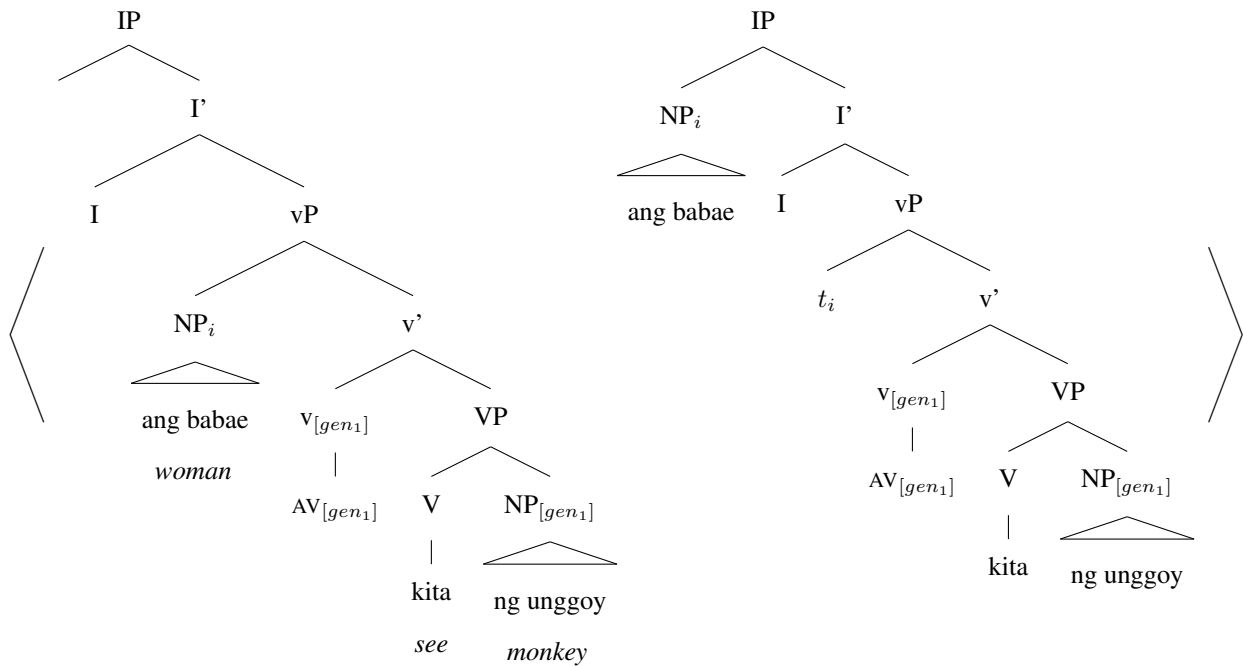 IP
I'
I vP
NP_i v'
ang babae v_[gen_1] VP
woman
AV_[gen_1] V NP_[gen_1]
kita ng unggoy
see monkey
IP
NP_i I'
ang babae I vP
t_i v'
v_[gen_1] VP
AV_[gen_1] V NP_[gen_1]
kita ng unggoy